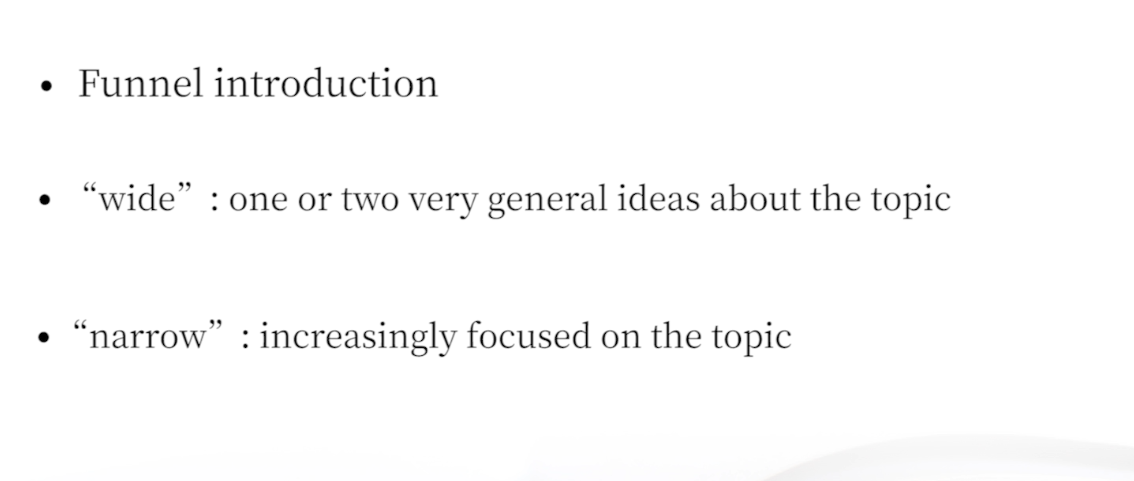 • Funnel introduction
• “wide” : one or two very general ideas about the topic
• “narrow” : increasingly focused on the topic